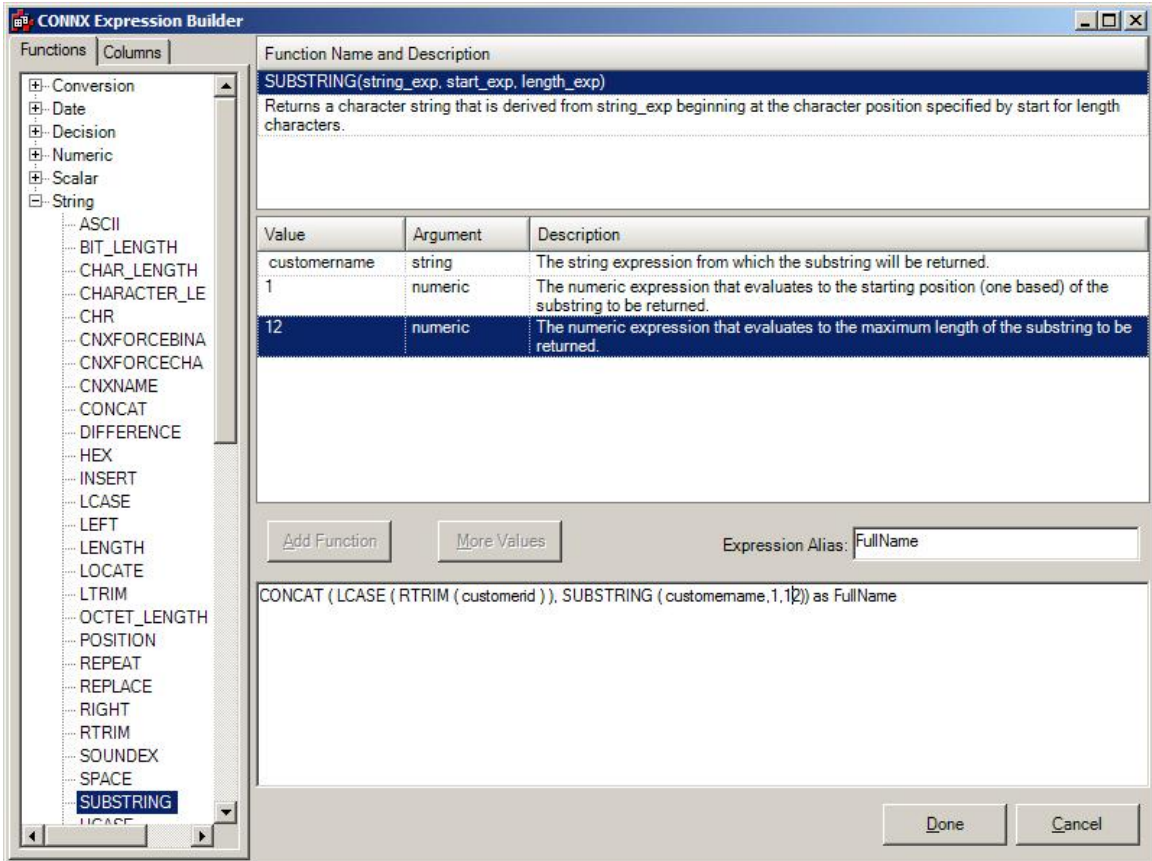 CONNX Expression Builder
Functions
Columns
Conversion
Date
Decision
Numeric
Scalar
String
ASCII
BIT_LENGTH
CHAR_LENGTH
CHARACTER_LE
CHR
CNXFORCEBINA
CNXFORCECHA
CNXNAME
CONCAT
DIFFERENCE
HEX
INSERT
LCASE
LEFT
LENGTH
LOCATE
LTRIM
OCTET_LENGTH
POSITION
REPEAT
REPLACE
RIGHT
RTRIM
SOUNDEX
SPACE
SUBSTRING
UCASE
Function Name and Description
SUBSTRING(string_exp, start_exp, length_exp)
Returns a character string that is derived from string_exp beginning at the character position specified by start for length
characters.
Value Argument Description
customername string The string expression from which the substring will be returned.
1 numeric The numeric expression that evaluates to the starting position (one based) of the
substring to be returned.
12 numeric The numeric expression that evaluates to the maximum length of the substring to be
returned.
Add Function
More Values
Expression Alias: FullName
CONCAT ( LCASE ( RTRIM ( customerid ) ), SUBSTRING ( customername,1,12)) as FullName
Done
Cancel